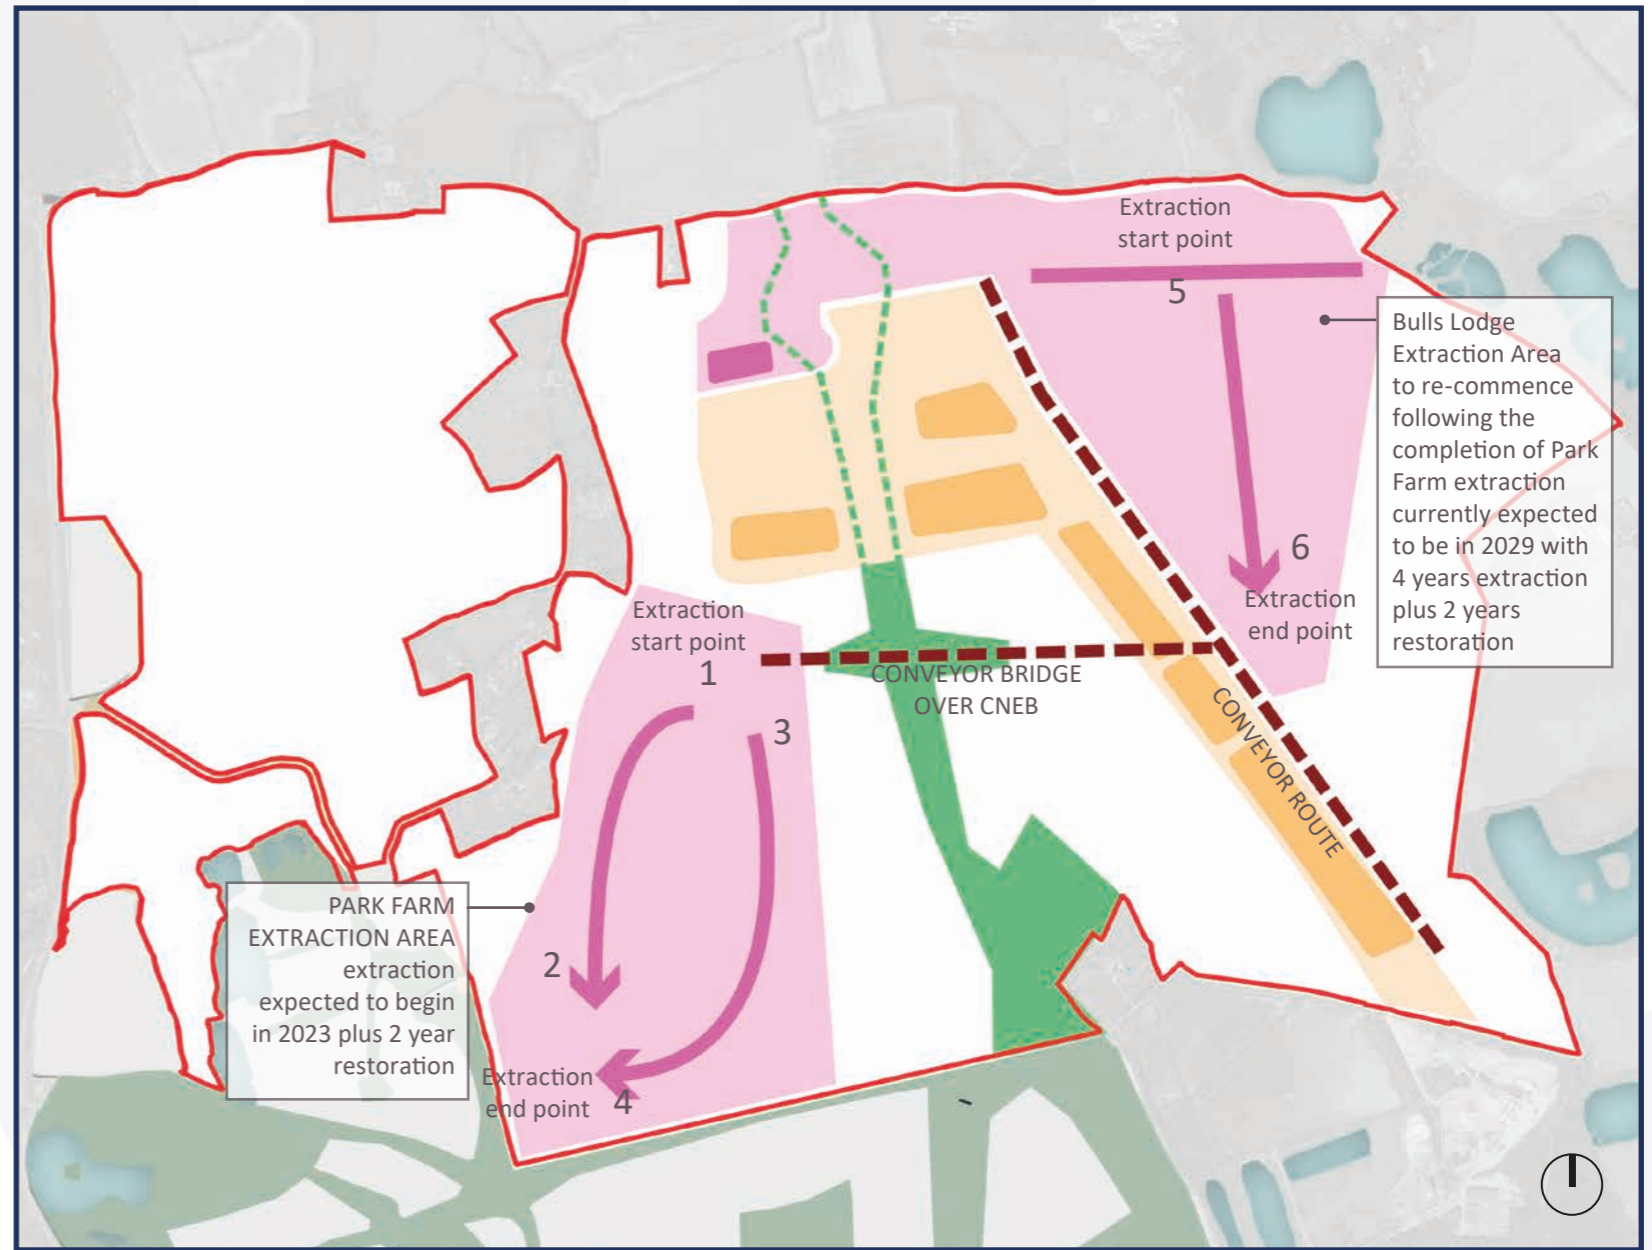 Extraction
start point
5
Bulls Lodge
Extraction Area
to re-commence
following the
completion of Park
Farm extraction
currently expected
to be in 2029 with
4 years extraction
plus 2 years
restoration
6
Extraction
end point
Extraction
start point
1
CONVEYOR BRIDGE
OVER CNEB
CONVEYOR ROUTE
3
2
PARK FARM
EXTRACTION AREA
extraction
expected to begin
in 2023 plus 2 year
restoration
Extraction
end point
4